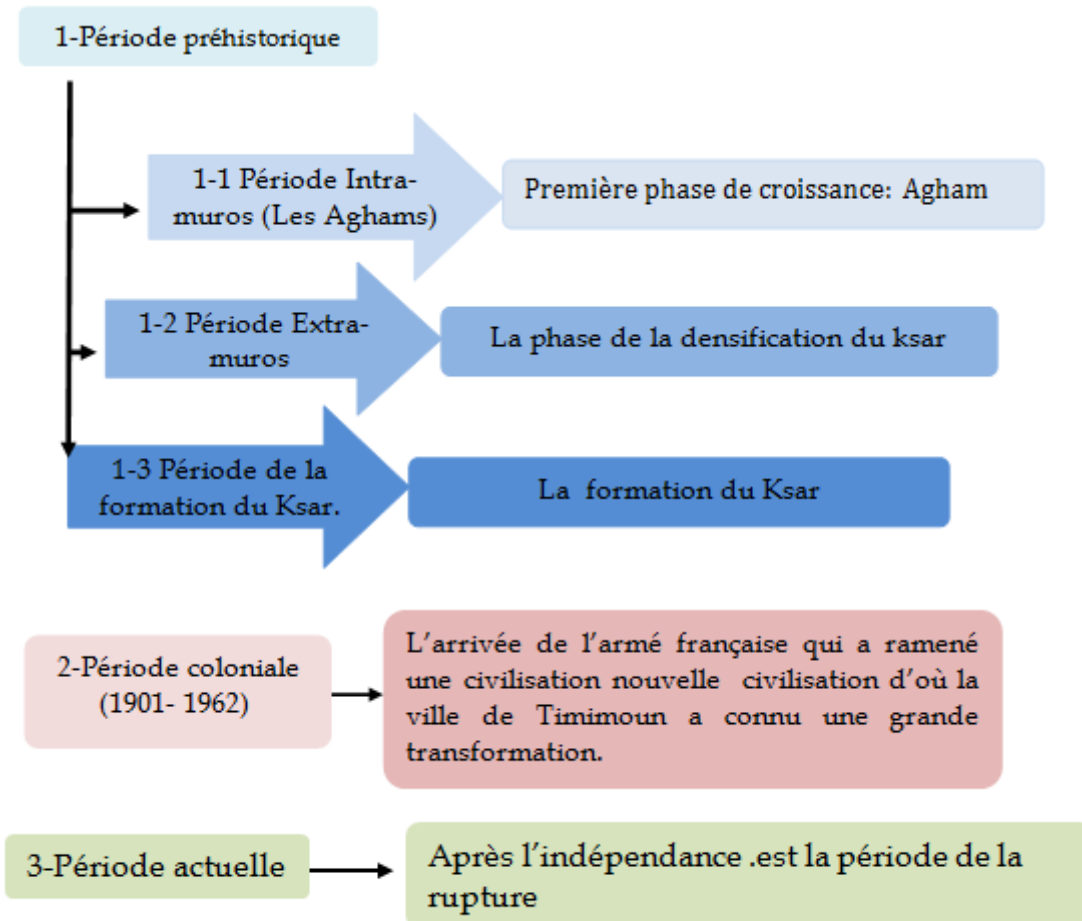 1-Période préhistorique
1-1 Période Intra-
muros (Les Aghams)
Première phase de croissance: Agham
1-2 Période Extra-
muros
La phase de la densification du ksar
1-3 Période de la
formation du Ksar.
La formation du Ksar
2-Période coloniale
(1901- 1962)
L'arrivée de l'armé française qui a ramené
une civilisation nouvelle civilisation d'où la
ville de Timimoun a connu une grande
transformation.
3-Période actuelle
Après l'indépendance .est la période de la
rupture